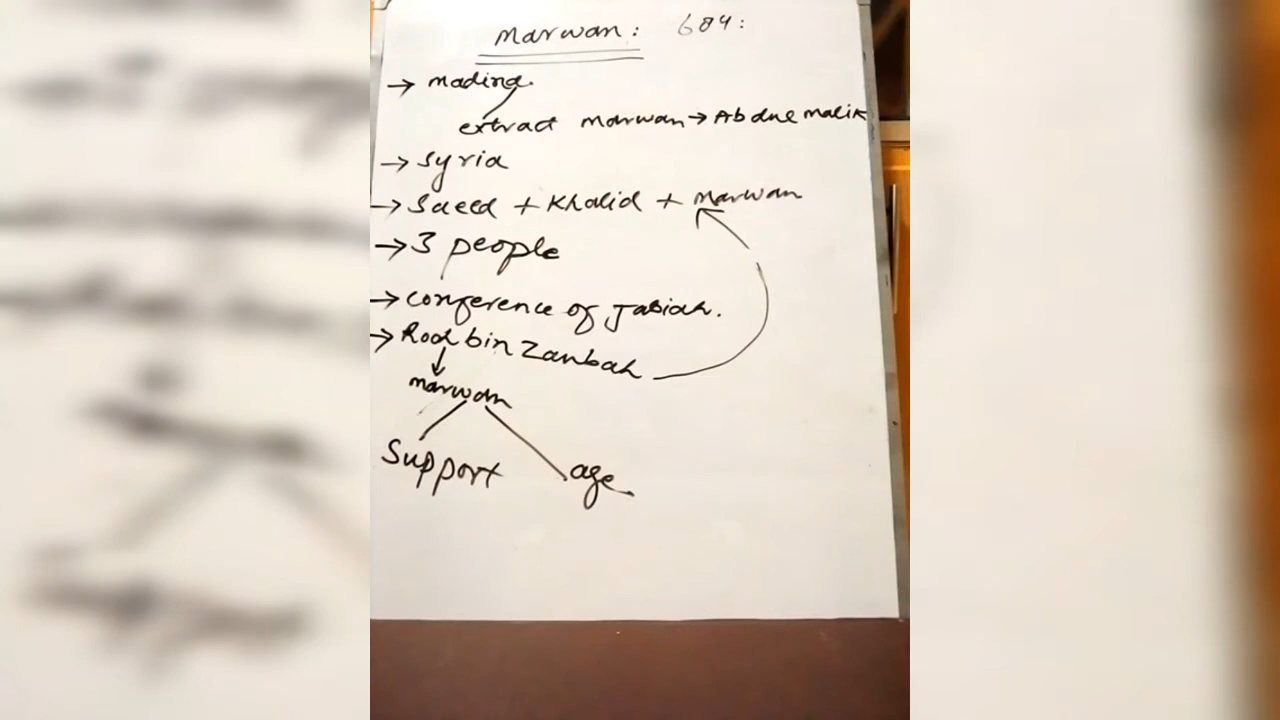 Marwan: 684:
→ madina
extract marwan → Abdue malik
→ Syria
→ Saeed + Khalid + Marwan
→ 3 people
→ conference of Jabiah.
→ Rooh bin Zanbah
marwan
Support age